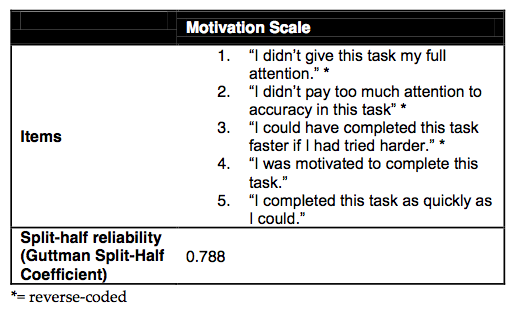 Motivation Scale
Items
1. “I didn’t give this task my full
attention.” *
2. “I didn’t pay too much attention to
accuracy in this task” *
3. “I could have completed this task
faster if I had tried harder.” *
4. “I was motivated to complete this
task.”
5. “I completed this task as quickly as
I could.”
Split-half reliability
(Guttman Split-Half
Coefficient)
0.788
*= reverse-coded